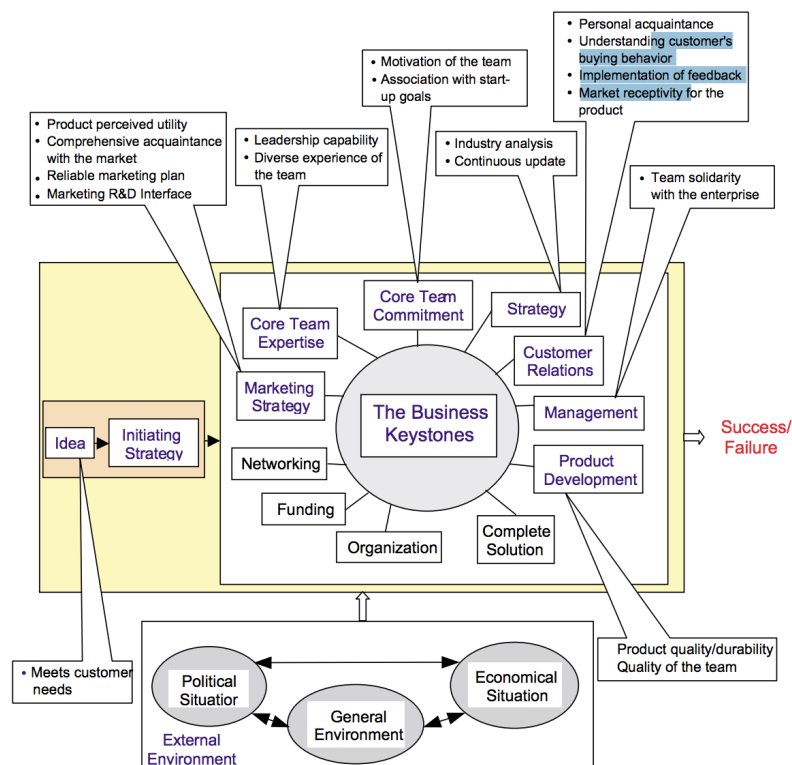 • Personal acquaintance
• Understanding customer's
buying behavior
• Implementation of feedback
• Market receptivity for the
product
• Motivation of the team
• Association with start-
up goals
• Product perceived utility
• Comprehensive acquaintance
with the market
• Reliable marketing plan
• Marketing R&D Interface
• Leadership capability
• Diverse experience of
the team
• Industry analysis
• Continuous update
• Team solidarity
with the enterprise
Core Team
Commitment
Strategy
Core Team
Expertise
Customer
Relations
Marketing
Strategy
The Business
Keystones
Management
Success/
Failure
Idea
Initiating
Strategy
Networking
Product
Development
Funding
Organization
Complete
Solution
• Meets customer
needs
Product quality/durability
Quality of the team
Political
Situatior
Economical
Situation
General
Environment
External
Environment